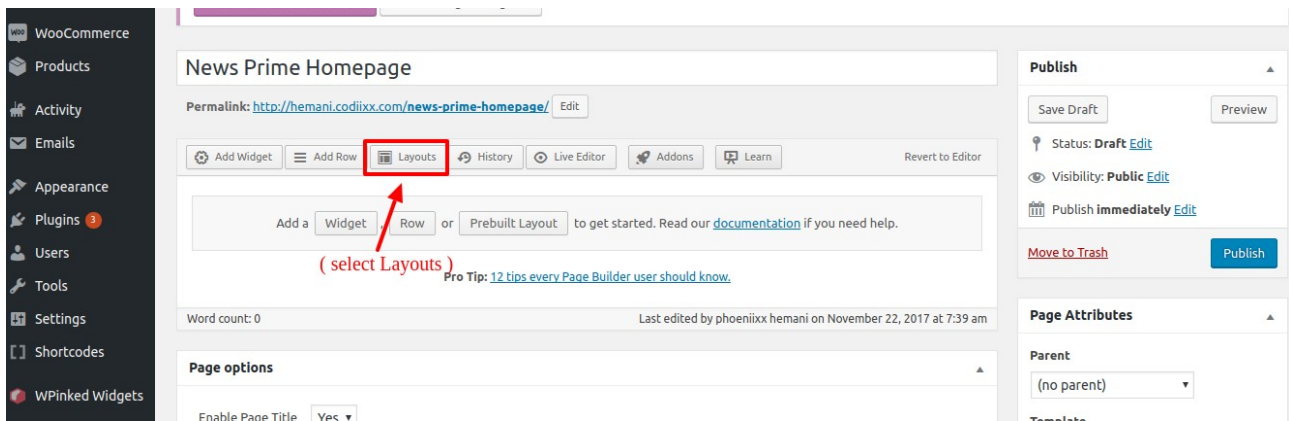 WooCommerce
Products
Activity
Emails
Appearance
Plugins 3
Users
Tools
Settings
Shortcodes
WPinked Widgets
News Prime Homepage
Permalink: http://hemani.codiixx.com/news-prime-homepage/ Edit
Add Widget Add Row Layouts History Live Editor Addons Learn Revert to Editor
Add a Widget , Row or Prebuilt Layout to get started. Read our documentation if you need help.
( select Layouts )
Pro Tip: 12 tips every Page Builder user should know.
Word count: 0 Last edited by phoeniixx hemani on November 22, 2017 at 7:39 am
Page options
Enable Page Title Yes
Publish
Save Draft Preview
Status: Draft Edit
Visibility: Public Edit
Publish immediately Edit
Move to Trash Publish
Page Attributes
Parent
(no parent)
Template